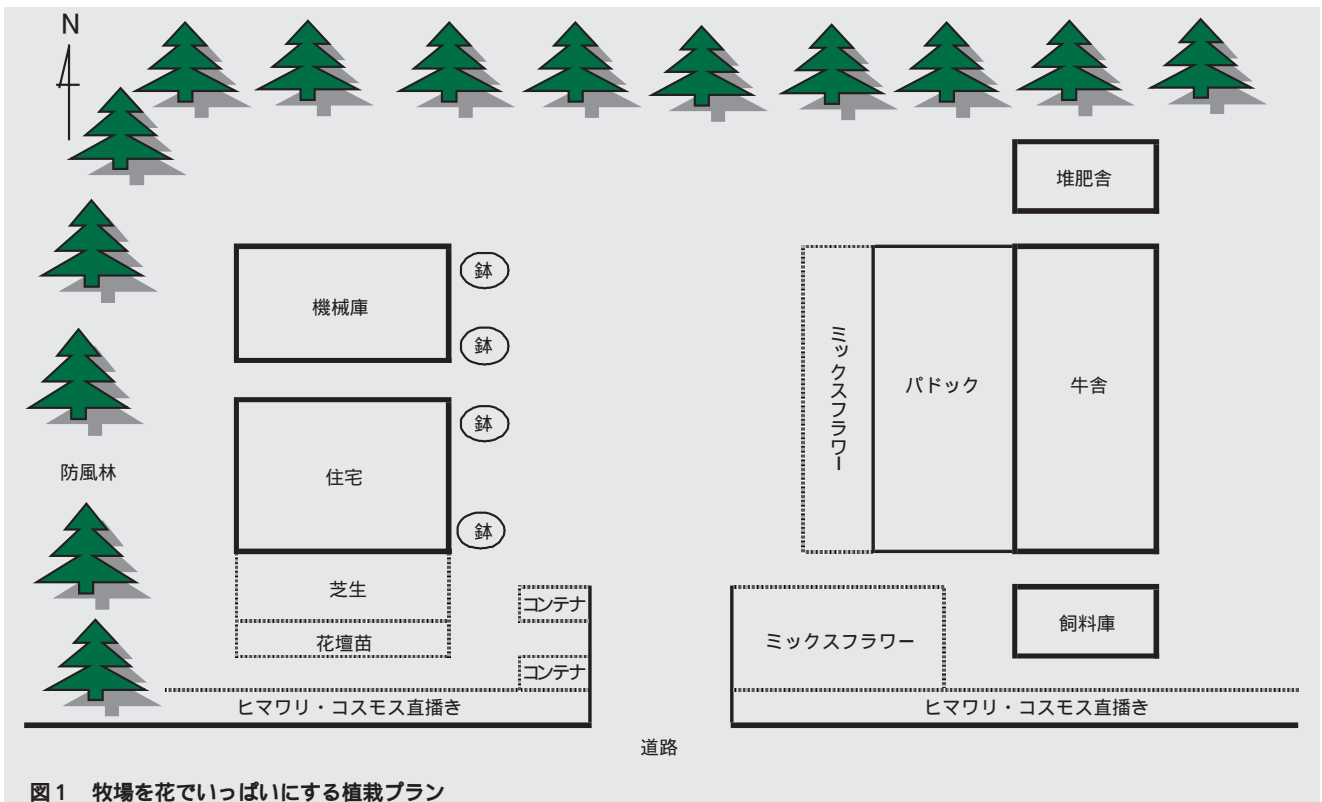 N
堆肥舎
機械庫
鉢
鉢
ミックスフラワー
パドック
牛舎
住宅
鉢
鉢
防風林
芝生
花壇苗
コンテナ
コンテナ
ミックスフラワー
飼料庫
ヒマワリ・コスモス直播き
ヒマワリ・コスモス直播き
道路
図1 牧場を花でいっぱいにする植栽プラン